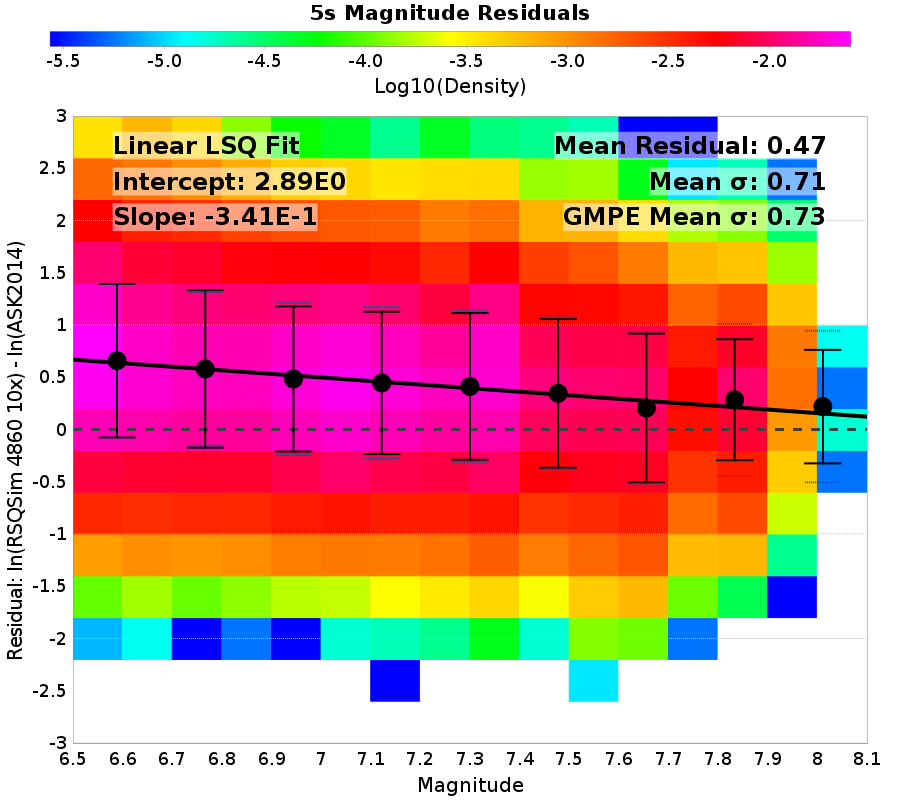 5s Magnitude Residuals
-5.5 -5.0 -4.5 -4.0 -3.5 -3.0 -2.5 -2.0
Log10(Density)
Residual: ln(RSQSim 4860 10x) - ln(ASK2014)
3
2.5
2
1.5
1
0.5
0
-0.5
-1
-1.5
-2
-2.5
-3
Linear LSQ Fit
Intercept: 2.89E0
Slope: -3.41E-1
Mean Residual: 0.47
Mean σ: 0.71
GMPE Mean σ: 0.73
6.5 6.6 6.7 6.8 6.9 7 7.1 7.2 7.3 7.4 7.5 7.6 7.7 7.8 7.9 8 8.1
Magnitude